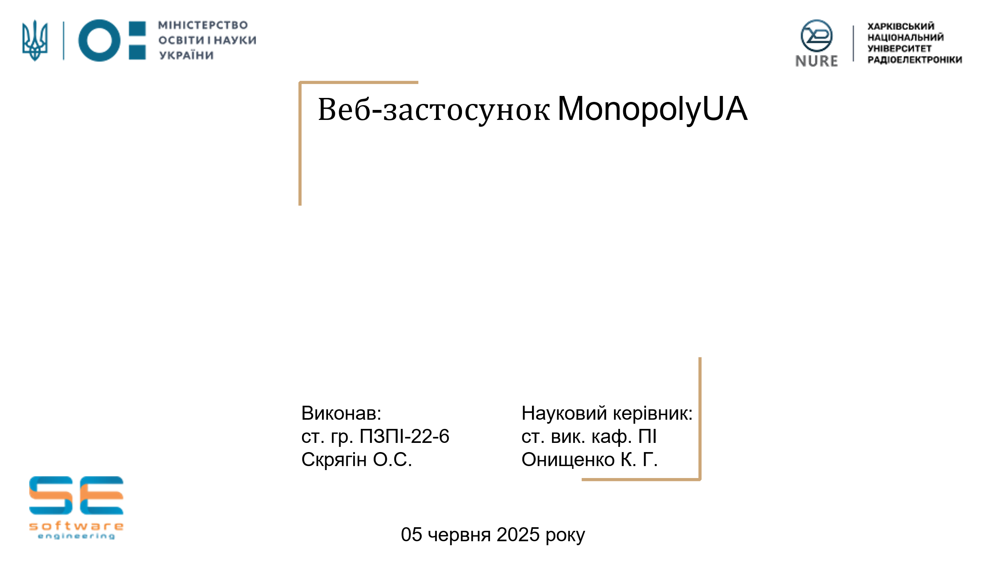 МІНІСТЕРСТВО
ОСВІТИ І НАУКИ
УКРАЇНИ
NURE
ХАРКІВСЬКИЙ
НАЦІОНАЛЬНИЙ
УНІВЕРСИТЕТ
РАДІОЕЛЕКТРОНІКИ
Веб-застосунок MonopolyUA
Виконав:
ст. гр. ПЗПІ-22-6
Скрягін О.С.
Науковий керівник:
ст. вик. каф. ПІ
Онищенко К. Г.
SE
software
engineering
05 червня 2025 року